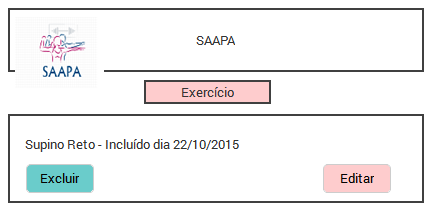 SAAPA
SAAPA
Exercício
Supino Reto - Incluído dia 22/10/2015
Excluir
Editar